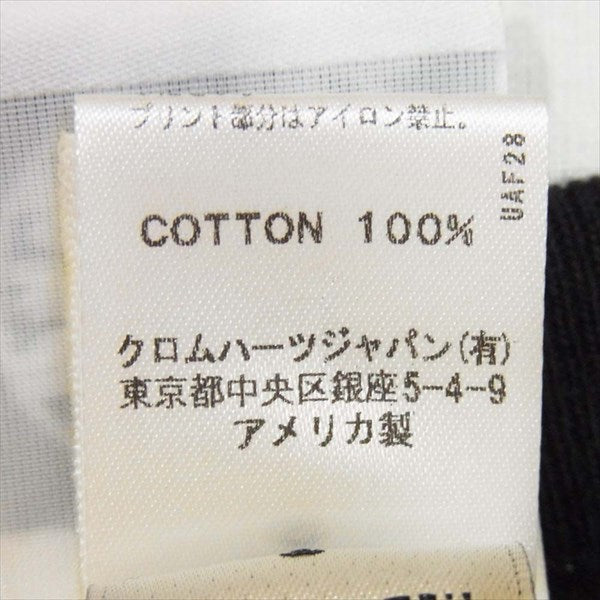 プリント部分はアイロン禁止。
UAF28
COTTON 100%
クロムハーツジャパン(有)
東京都中央区銀座5-4-9
アメリカ製